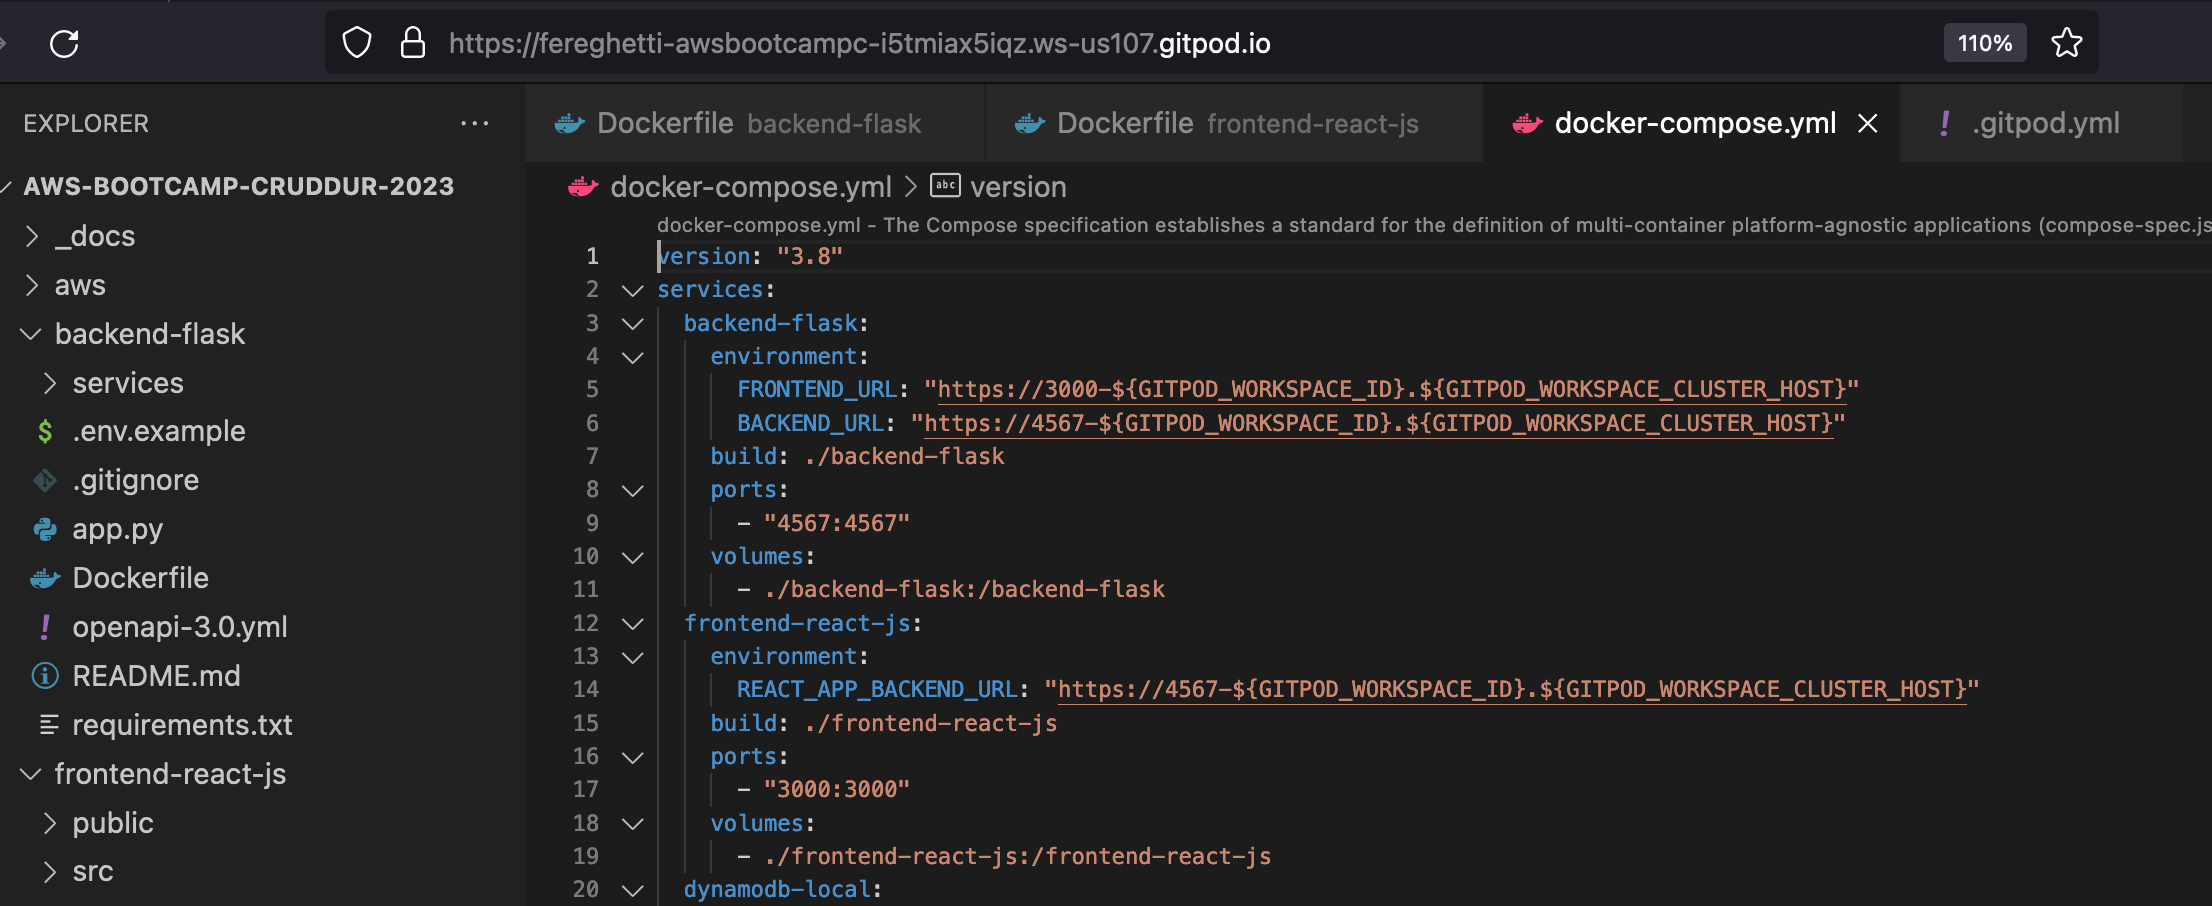 https://fereghetti-awsbootcampc-i5tmiax5iqz.ws-us107.gitpod.io 110%
EXPLORER ···
AWS-BOOTCAMP-CRUDDUR-2023
_docs
aws
backend-flask
services
.env.example
.gitignore
app.py
Dockerfile
openapi-3.0.yml
README.md
requirements.txt
frontend-react-js
public
src
Dockerfile backend-flask Dockerfile frontend-react-js docker-compose.yml .gitpod.yml
docker-compose.yml > abc version
docker-compose.yml - The Compose specification establishes a standard for the definition of multi-container platform-agnostic applications (compose-spec.js
1 version: "3.8"
2 services:
3 backend-flask:
4 environment:
5 FRONTEND_URL: "https://3000-${GITPOD_WORKSPACE_ID}.${GITPOD_WORKSPACE_CLUSTER_HOST}"
6 BACKEND_URL: "https://4567-${GITPOD_WORKSPACE_ID}.${GITPOD_WORKSPACE_CLUSTER_HOST}"
7 build: ./backend-flask
8 ports:
9 - "4567:4567"
10 volumes:
11 - ./backend-flask:/backend-flask
12 frontend-react-js:
13 environment:
14 REACT_APP_BACKEND_URL: "https://4567-${GITPOD_WORKSPACE_ID}.${GITPOD_WORKSPACE_CLUSTER_HOST}"
15 build: ./frontend-react-js
16 ports:
17 - "3000:3000"
18 volumes:
19 - ./frontend-react-js:/frontend-react-js
20 dynamodb-local: